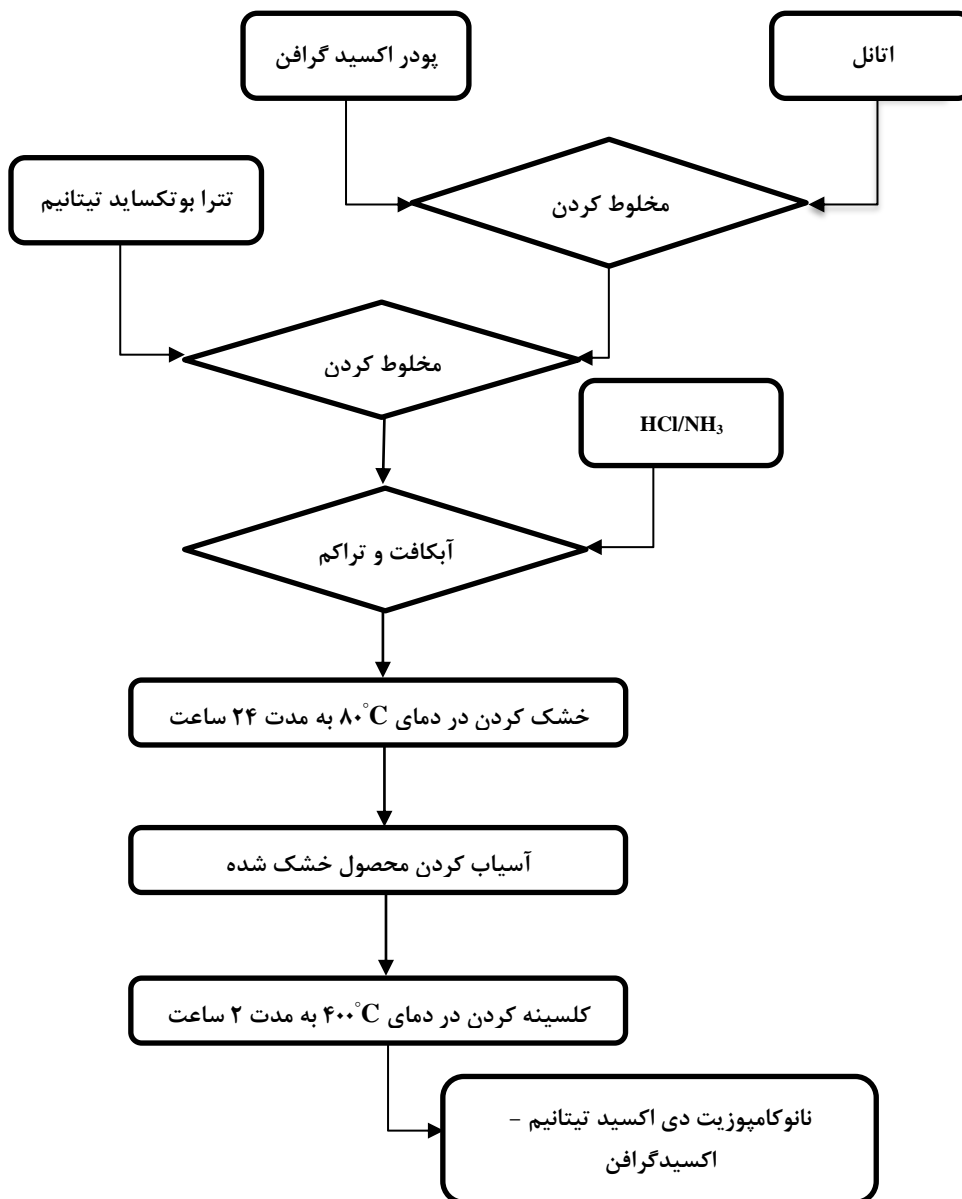 پودر اکسید گرافن
اتانل
تترا بوتکساید تیتانیم
مخلوط کردن
مخلوط کردن
HCl/NH₃
آبکافت و تراکم
خشک کردن در دمای ۸۰°C به مدت ۲۴ ساعت
آسیاب کردن محصول خشک شده
کلسینه کردن در دمای ۴۰۰°C به مدت ۲ ساعت
نانوکامپوزیت دی اکسید تیتانیم –
اکسیدگرافن